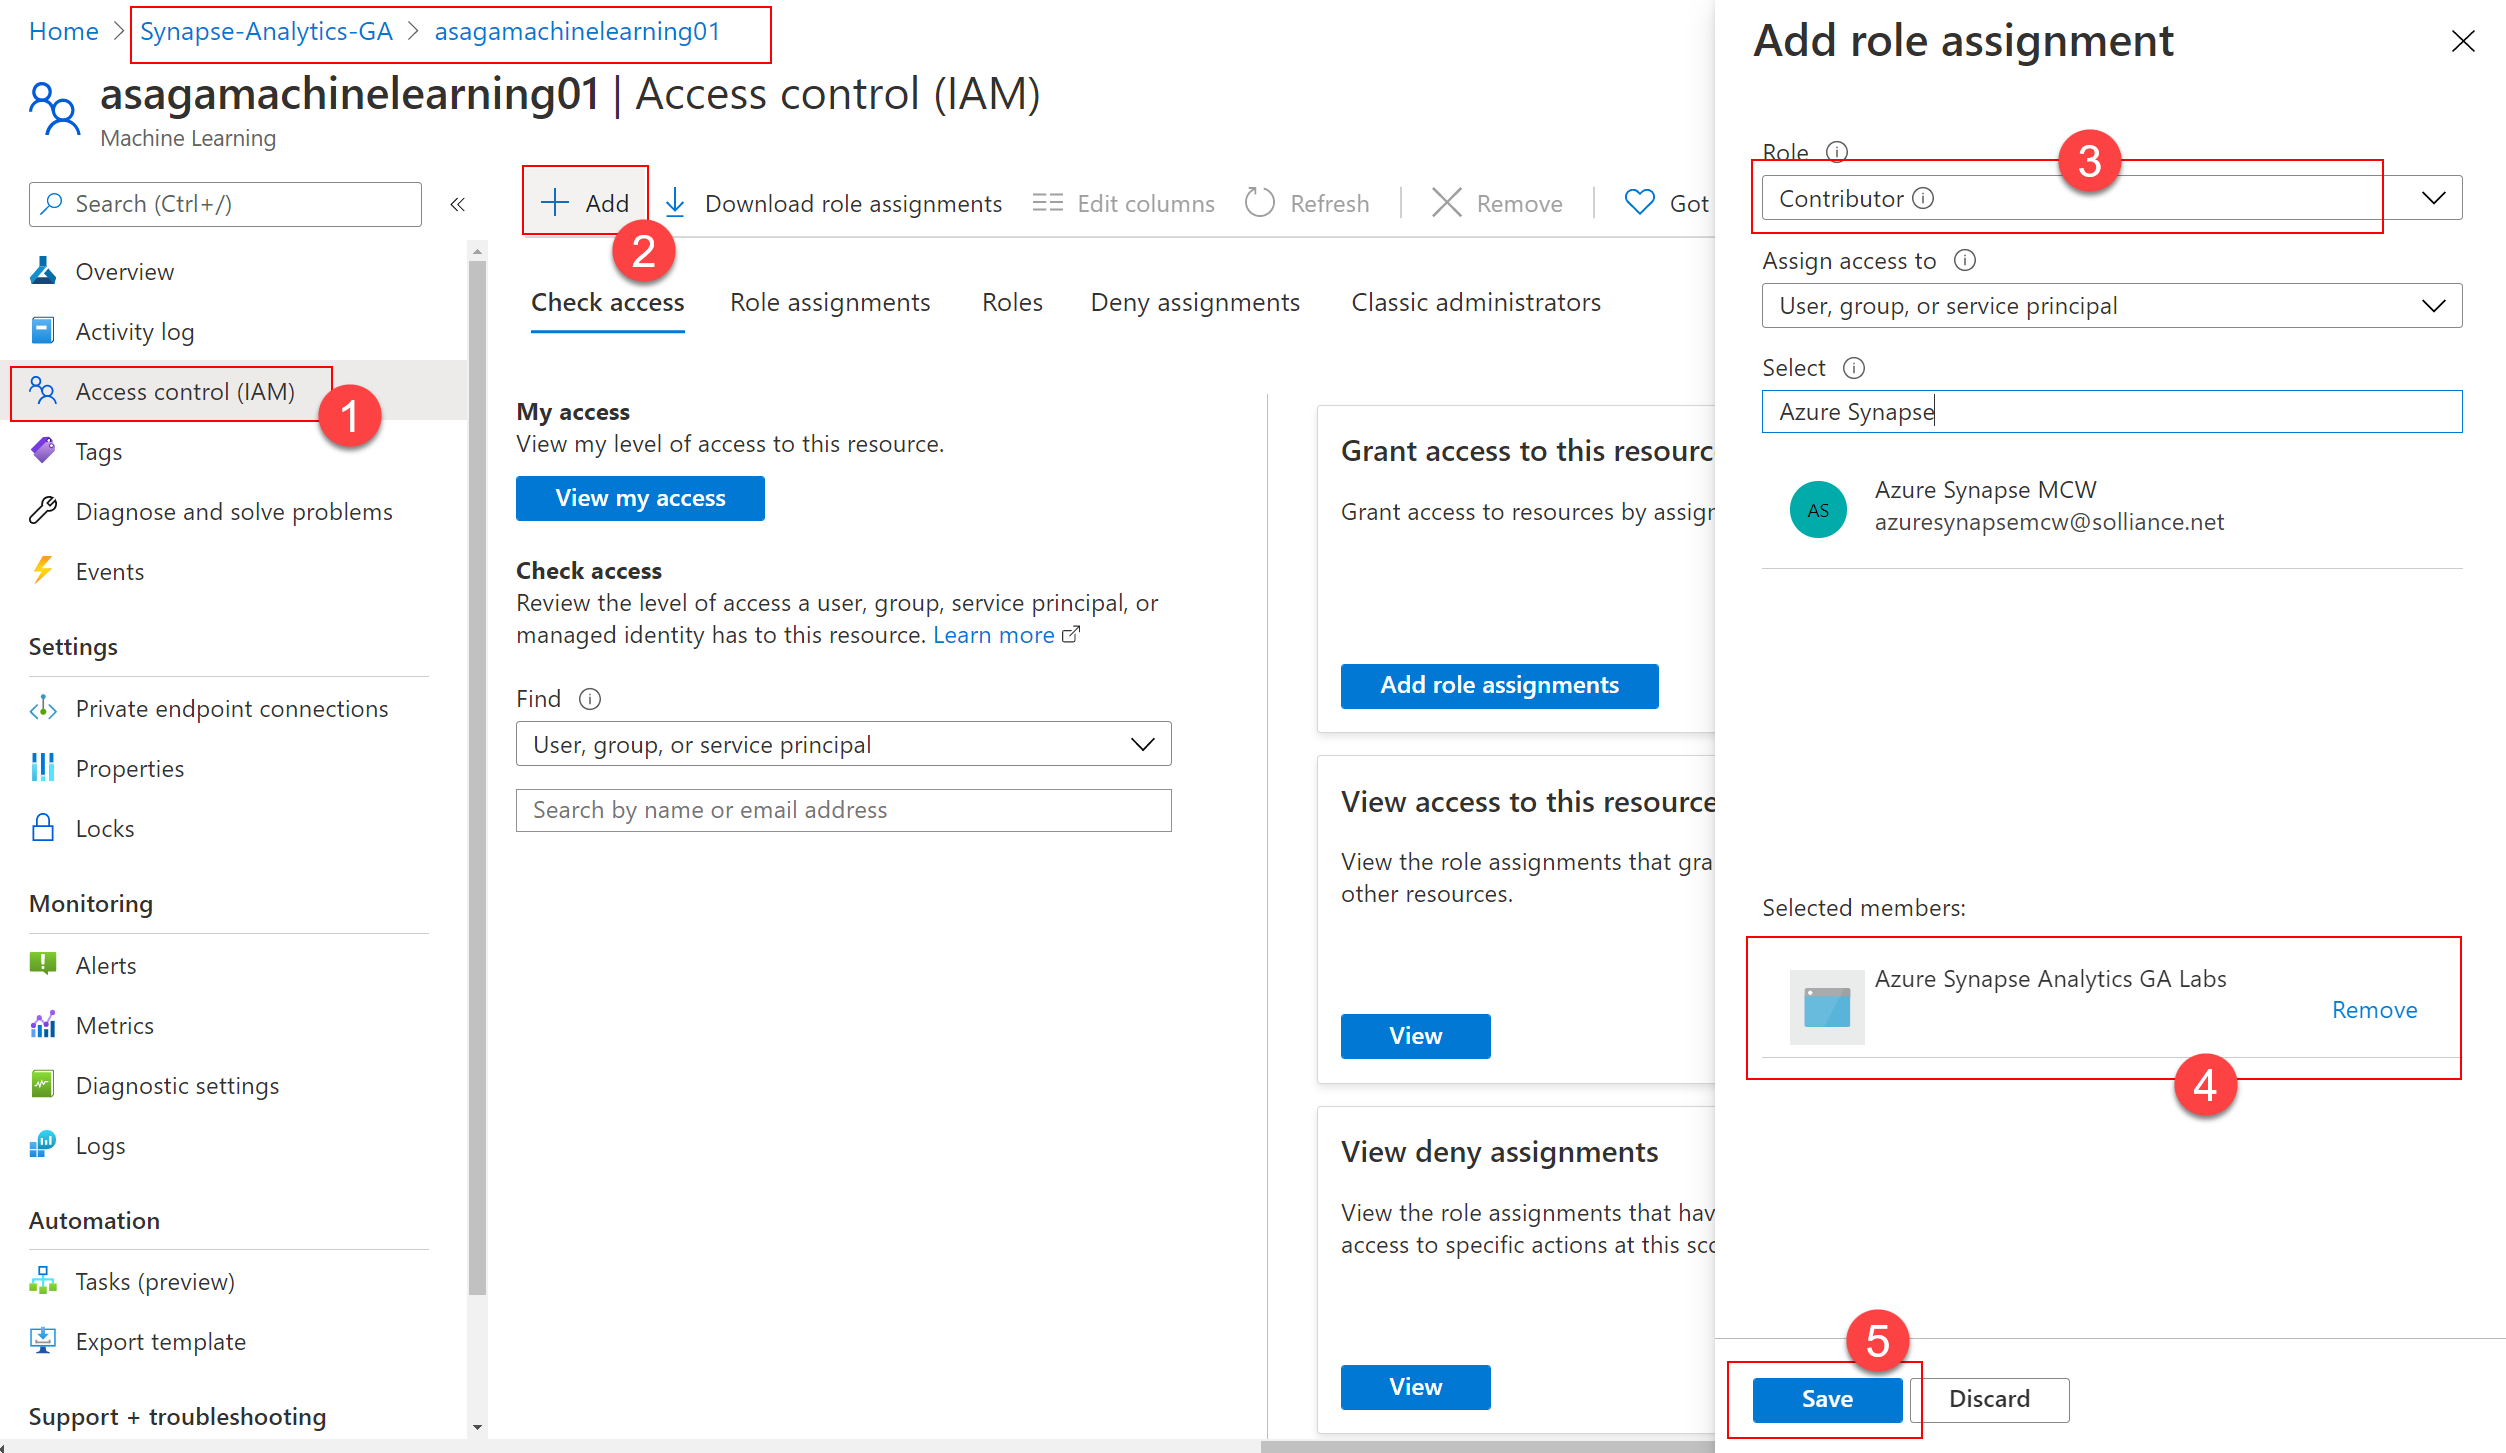 Home > Synapse-Analytics-GA > asagamachinelearning01
asagamachinelearning01 | Access control (IAM)
Machine Learning
Search (Ctrl+/)
«
Overview
Activity log
Access control (IAM)
1
Tags
Diagnose and solve problems
Events
Settings
Private endpoint connections
Properties
Locks
Monitoring
Alerts
Metrics
Diagnostic settings
Logs
Automation
Tasks (preview)
Export template
Support + troubleshooting
Add
2
Download role assignments
Edit columns
Refresh
Remove
Got
Check access
Role assignments
Roles
Deny assignments
Classic administrators
My access
View my level of access to this resource.
View my access
Check access
Review the level of access a user, group, service principal, or
managed identity has to this resource. Learn more
Find
User, group, or service principal
Search by name or email address
Grant access to this resourc
Grant access to resources by assigr
Add role assignments
View access to this resource
View the role assignments that gra
other resources.
View
View deny assignments
View the role assignments that hav
access to specific actions at this sco
View
Add role assignment
Role
3
Contributor
Assign access to
User, group, or service principal
Select
Azure Synapse
AS
Azure Synapse MCW
azuresynapsemcw@solliance.net
Selected members:
Azure Synapse Analytics GA Labs
Remove
4
5
Save
Discard